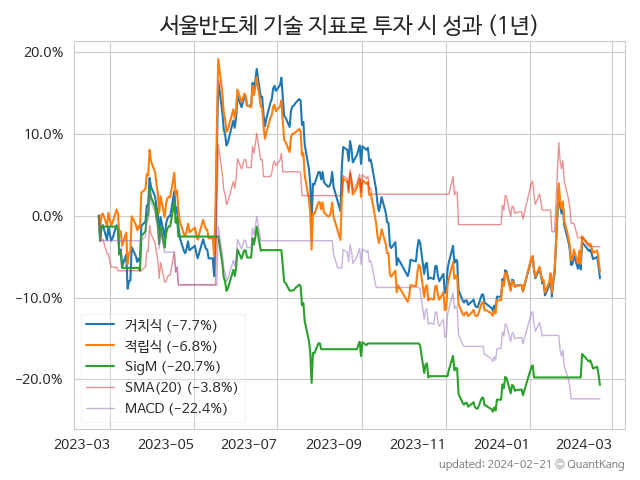 서울반도체 기술 지표로 투자 시 성과 (1년)
20.0%
10.0%
0.0%
−10.0%
−20.0%
거치식 (−7.7%)
적립식 (−6.8%)
SigM (−20.7%)
SMA(20) (−3.8%)
MACD (−22.4%)
2023-03 2023-05 2023-07 2023-09 2023-11 2024-01 2024-03
updated: 2024-02-21 © QuantKang